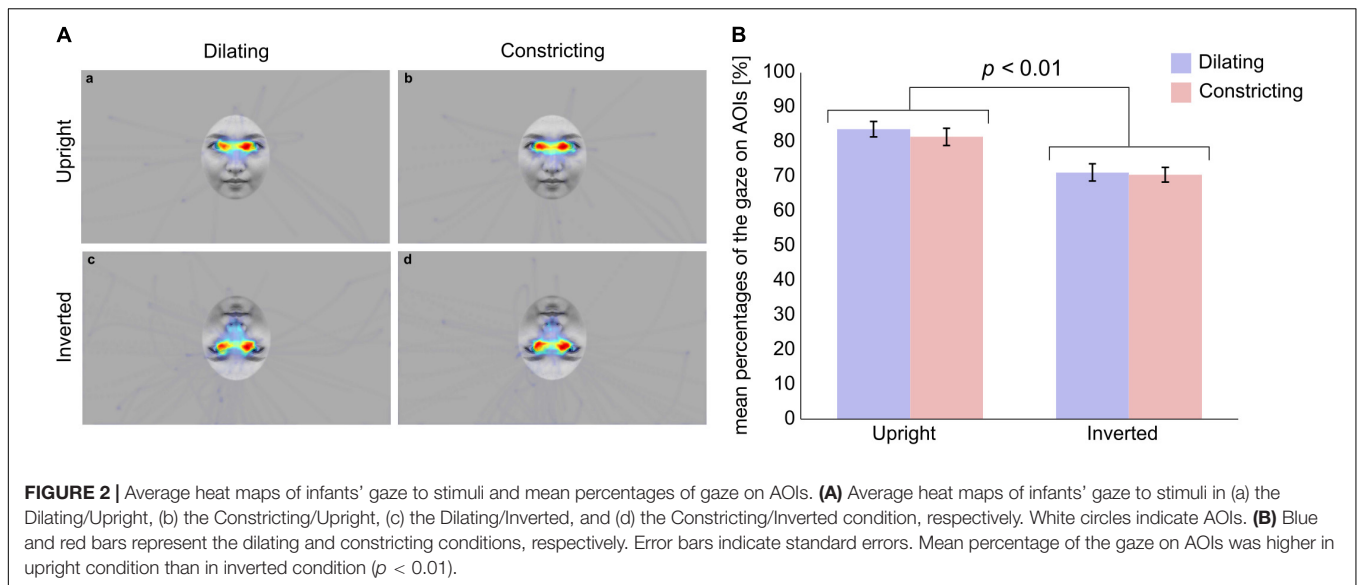 A
Dilating
Constricting
a
b
Upright
c
d
Inverted
B
mean percentages of the gaze on AOIs [%]
100
90
80
70
60
50
40
30
20
10
0
p < 0.01
Dilating
Constricting
Upright
Inverted
FIGURE 2 | Average heat maps of infants’ gaze to stimuli and mean percentages of gaze on AOIs. (A) Average heat maps of infants’ gaze to stimuli in (a) the
Dilating/Upright, (b) the Constricting/Upright, (c) the Dilating/Inverted, and (d) the Constricting/Inverted condition, respectively. White circles indicate AOIs. (B) Blue
and red bars represent the dilating and constricting conditions, respectively. Error bars indicate standard errors. Mean percentage of the gaze on AOIs was higher in
upright condition than in inverted condition (p < 0.01).